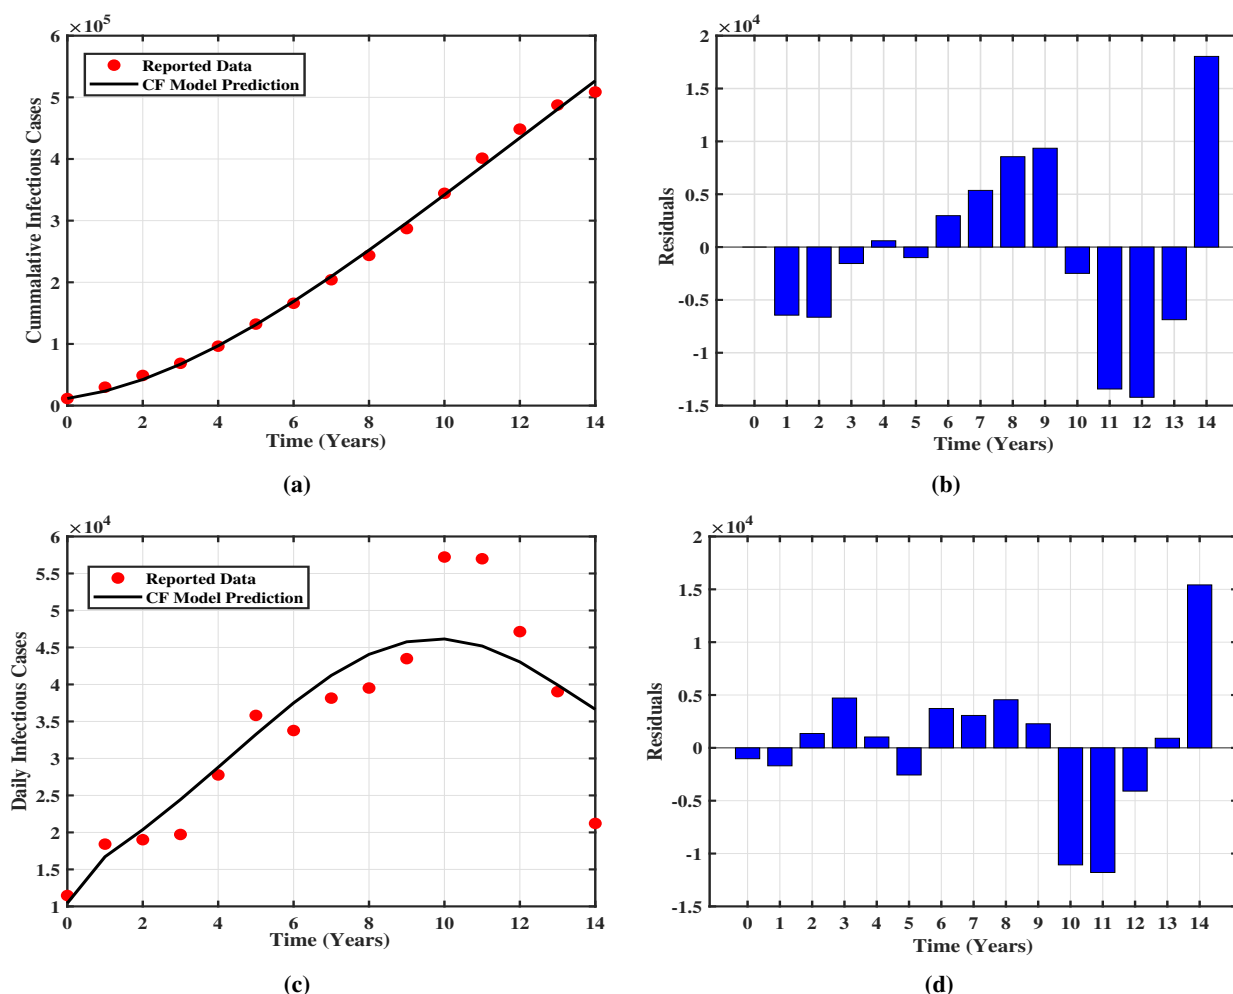 ×10^5
6
5
4
3
2
1
0
Cummalative Infectious Cases
Reported Data
CF Model Prediction
0 2 4 6 8 10 12 14
Time (Years)
(a)
×10^4
2
1.5
1
0.5
0
-0.5
-1
-1.5
Residuals
0 1 2 3 4 5 6 7 8 9 10 11 12 13 14
Time (Years)
(b)
×10^4
6
5.5
5
4.5
4
3.5
3
2.5
2
1.5
1
Daily Infectious Cases
Reported Data
CF Model Prediction
0 2 4 6 8 10 12 14
Time (Years)
(c)
×10^4
2
1.5
1
0.5
0
-0.5
-1
-1.5
Residuals
0 1 2 3 4 5 6 7 8 9 10 11 12 13 14
Time (Years)
(d)